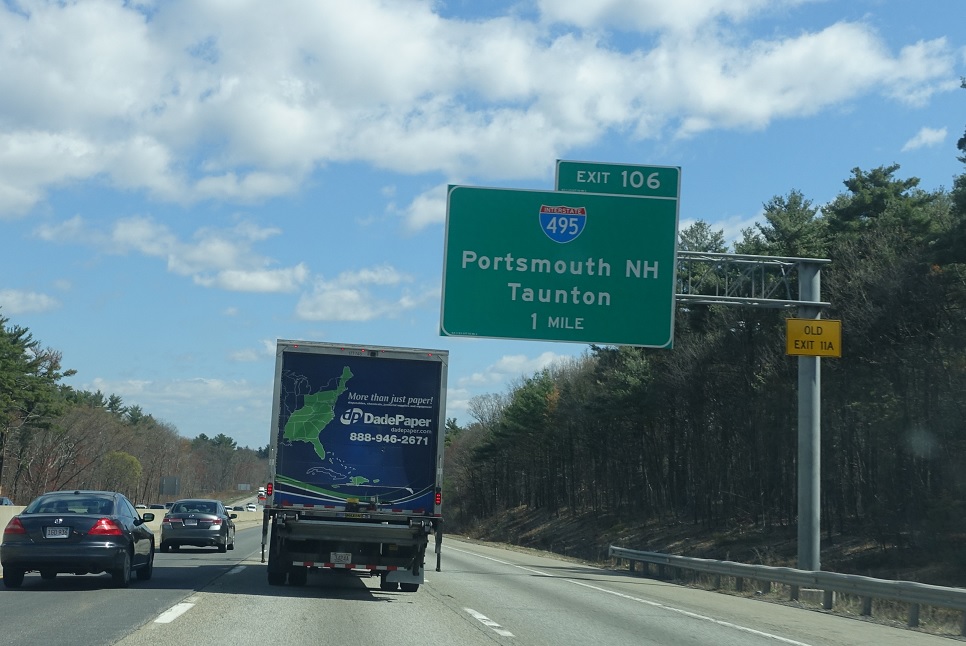 EXIT 106
INTERSTATE
495
Portsmouth NH
Taunton
1 MILE
OLD
EXIT 11A
More than just paper!
dp DadePaper
dadepaper.com
888-946-2671